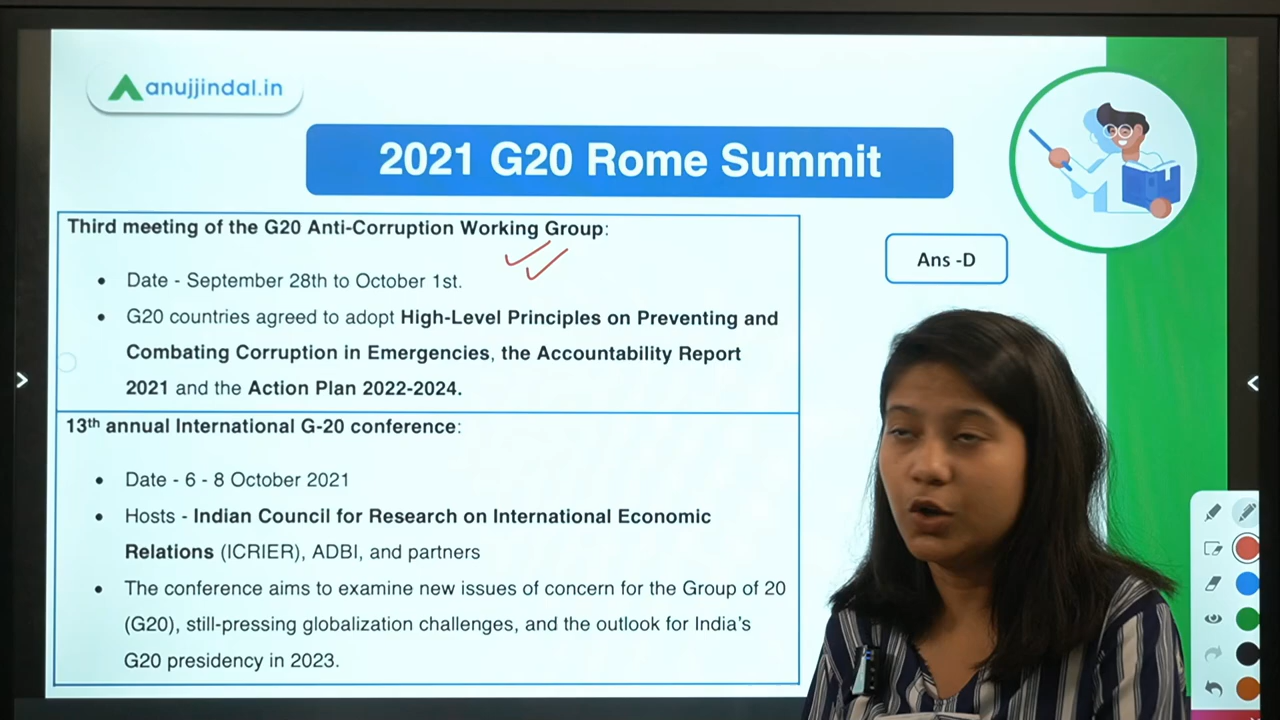 anujjindal.in
2021 G20 Rome Summit
Third meeting of the G20 Anti-Corruption Working Group:
• Date - September 28th to October 1st.
• G20 countries agreed to adopt High-Level Principles on Preventing and
Combating Corruption in Emergencies, the Accountability Report
2021 and the Action Plan 2022-2024.
13th annual International G-20 conference:
• Date - 6 - 8 October 2021
• Hosts - Indian Council for Research on International Economic
Relations (ICRIER), ADBI, and partners
• The conference aims to examine new issues of concern for the Group of 20
(G20), still-pressing globalization challenges, and the outlook for India's
G20 presidency in 2023.
Ans -D